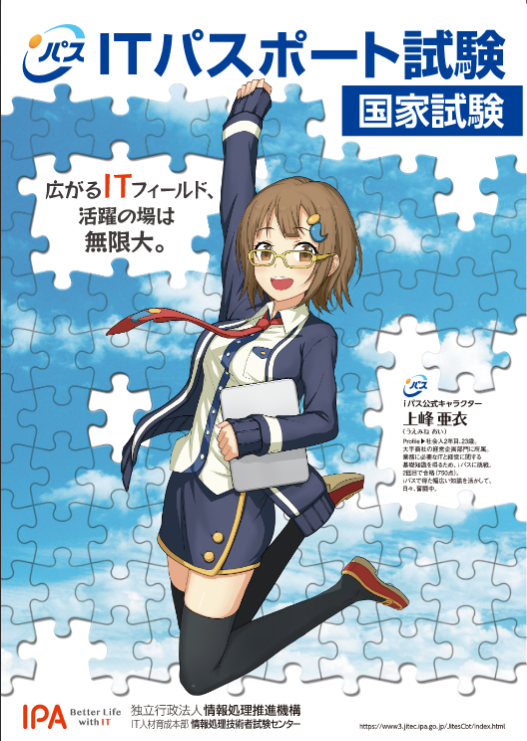 iパス ITパスポート試験
国家試験
広がるITフィールド、
活躍の場は
無限大。
iパス
iパス公式キャラクター
上峰 亜衣
（うえみね あい）
Profile▶社会人2年目、23歳。
大手商社の経営企画部門に所属。
業務に必要なITと経営に関する
基礎知識を得るため、iパスに挑戦。
2回目で合格（750点）。
iパスで得た幅広い知識を活かして、
日々、奮闘中。
IPA Better Life
with IT
独立行政法人 情報処理推進機構
IT人材育成本部 情報処理技術者試験センター
https://www3.jitec.ipa.go.jp/JitesCbt/index.html